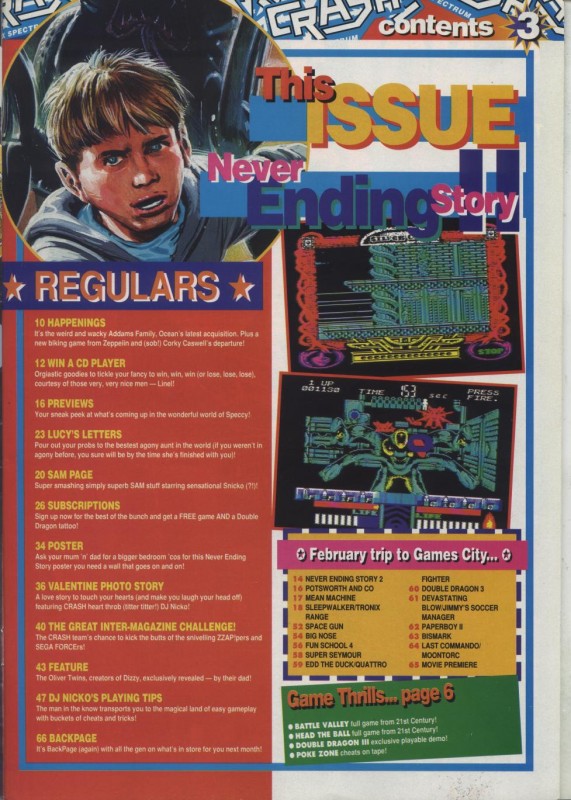 CRASH
contents 3
This
ISSUE
Never
Ending Story
II
★ REGULARS ★
10 HAPPENINGS
It's the weird and wacky Addams Family, Ocean's latest acquisition. Plus a
new biking game from Zeppelin and (sob!) Corky Caswell's departure!
12 WIN A CD PLAYER
Orgiastic goodies to tickle your fancy to win, win, win (or lose, lose, lose),
courtesy of those very, very nice men — Linel!
16 PREVIEWS
Your sneak peek at what's coming up in the wonderful world of Speccy!
23 LUCY'S LETTERS
Pour out your probs to the bestest agony aunt in the world (if you weren't in
agony before, you sure will be by the time she's finished with you)!
20 SAM PAGE
Super smashing simply superb SAM stuff starring sensational Snicko (?!)!
26 SUBSCRIPTIONS
Sign up now for the best of the bunch and get a FREE game AND a Double
Dragon tattoo!
34 POSTER
Ask your mum 'n' dad for a bigger bedroom 'cos for this Never Ending
Story poster you need a wall that goes on and on!
36 VALENTINE PHOTO STORY
A love story to touch your hearts (and make you laugh your head off)
featuring CRASH heart throb (titter titter!) DJ Nicko!
40 THE GREAT INTER-MAGAZINE CHALLENGE!
The CRASH team's chance to kick the butts of the snivelling ZZAP!pers and
SEGA FORCErs!
43 FEATURE
The Oliver Twins, creators of Dizzy, exclusively revealed — by their dad!
47 DJ NICKO'S PLAYING TIPS
The man in the know transports you to the magical land of easy gameplay
with buckets of cheats and tricks!
66 BACKPAGE
It's BackPage (again) with all the gen on what's in store for you next month!
STOP
1 UP
001130
TIME 153 sec
PRESS
FIRE.
LIFE
LIFE
February trip to Games City...
14 NEVER ENDING STORY 2
16 POTSWORTH AND CO
17 MEAN MACHINE
18 SLEEPWALKER/TRONIX
RANGE
53 SPACE GUN
54 BIG NOSE
56 FUN SCHOOL 4
58 SUPER SEYMOUR
59 EDD THE DUCK/QUATTRO
FIGHTER
60 DOUBLE DRAGON 3
61 DEVASTATING
BLOW/JIMMY'S SOCCER
MANAGER
62 PAPERBOY II
63 BISMARK
64 LAST COMMANDO/
MOONTORC
65 MOVIE PREMIERE
Game Thrills... page 6
● BATTLE VALLEY full game from 21st Century!
● HEAD THE BALL full game from 21st Century!
● DOUBLE DRAGON III exclusive playable demo!
● POKE ZONE cheats on tape!